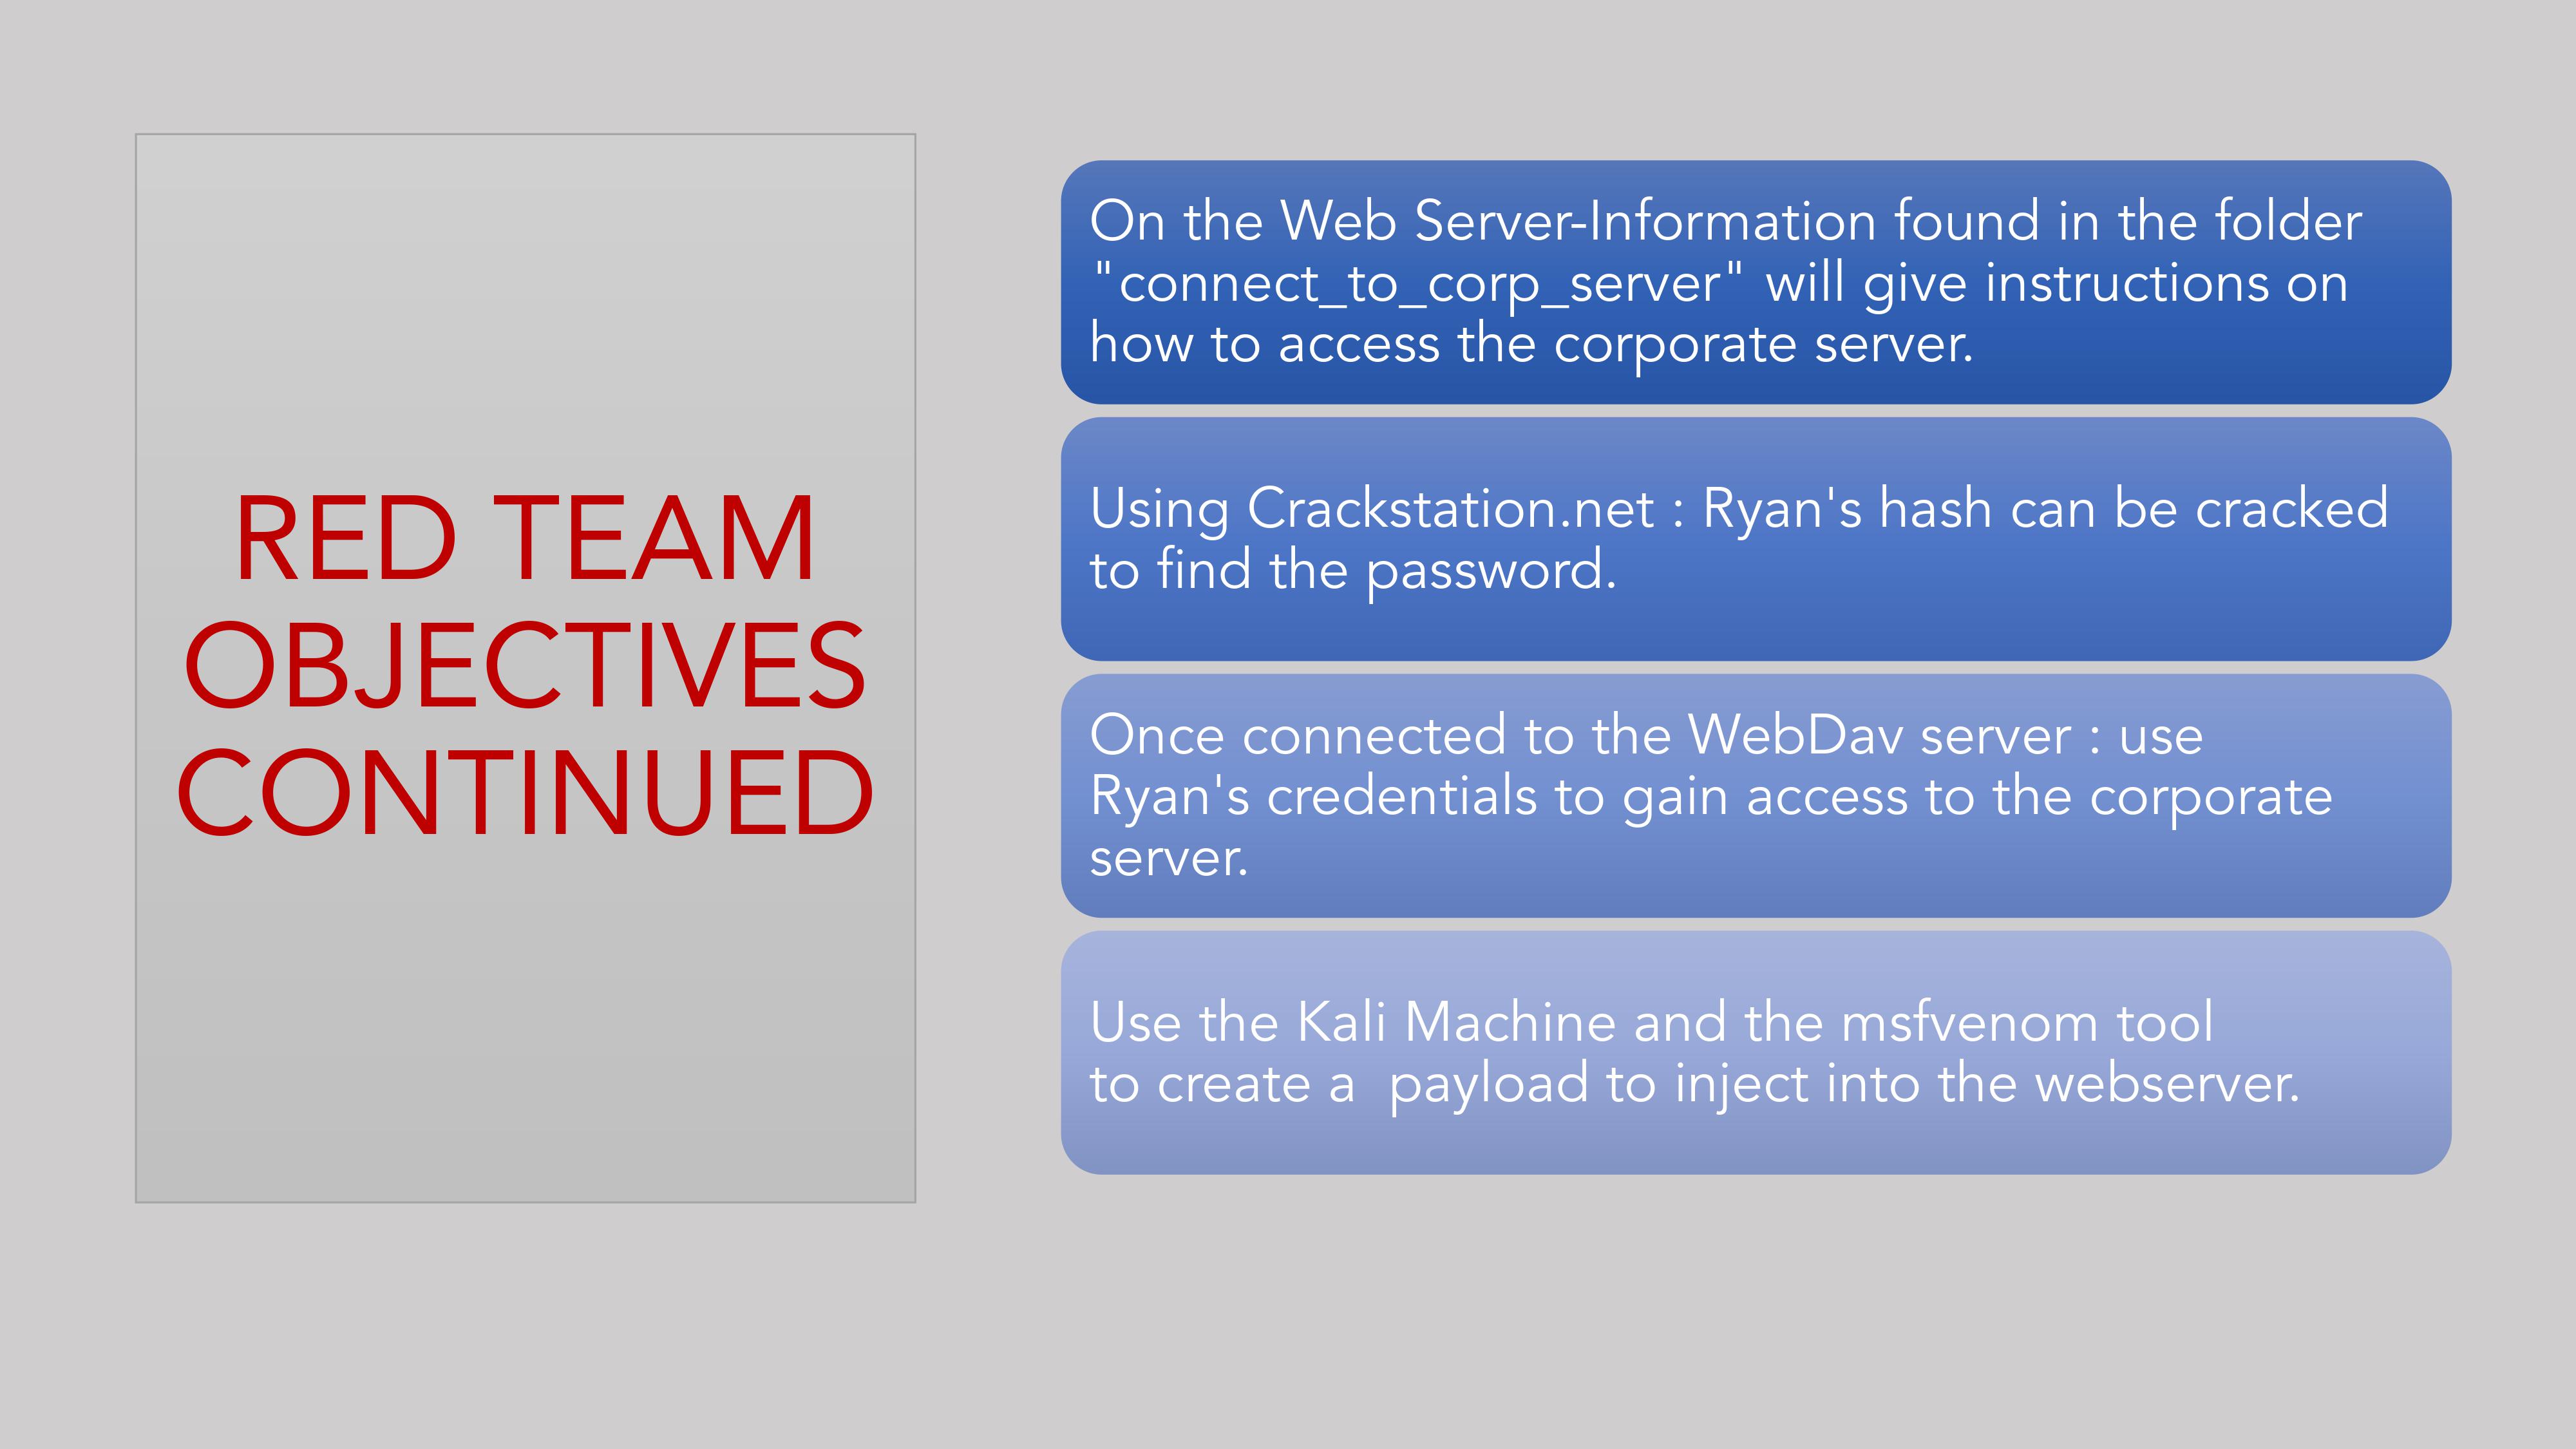 RED TEAM
OBJECTIVES
CONTINUED
On the Web Server-Information found in the folder
"connect_to_corp_server" will give instructions on
how to access the corporate server.
Using Crackstation.net : Ryan's hash can be cracked
to find the password.
Once connected to the WebDav server : use
Ryan's credentials to gain access to the corporate
server.
Use the Kali Machine and the msfvenom tool
to create a  payload to inject into the webserver.